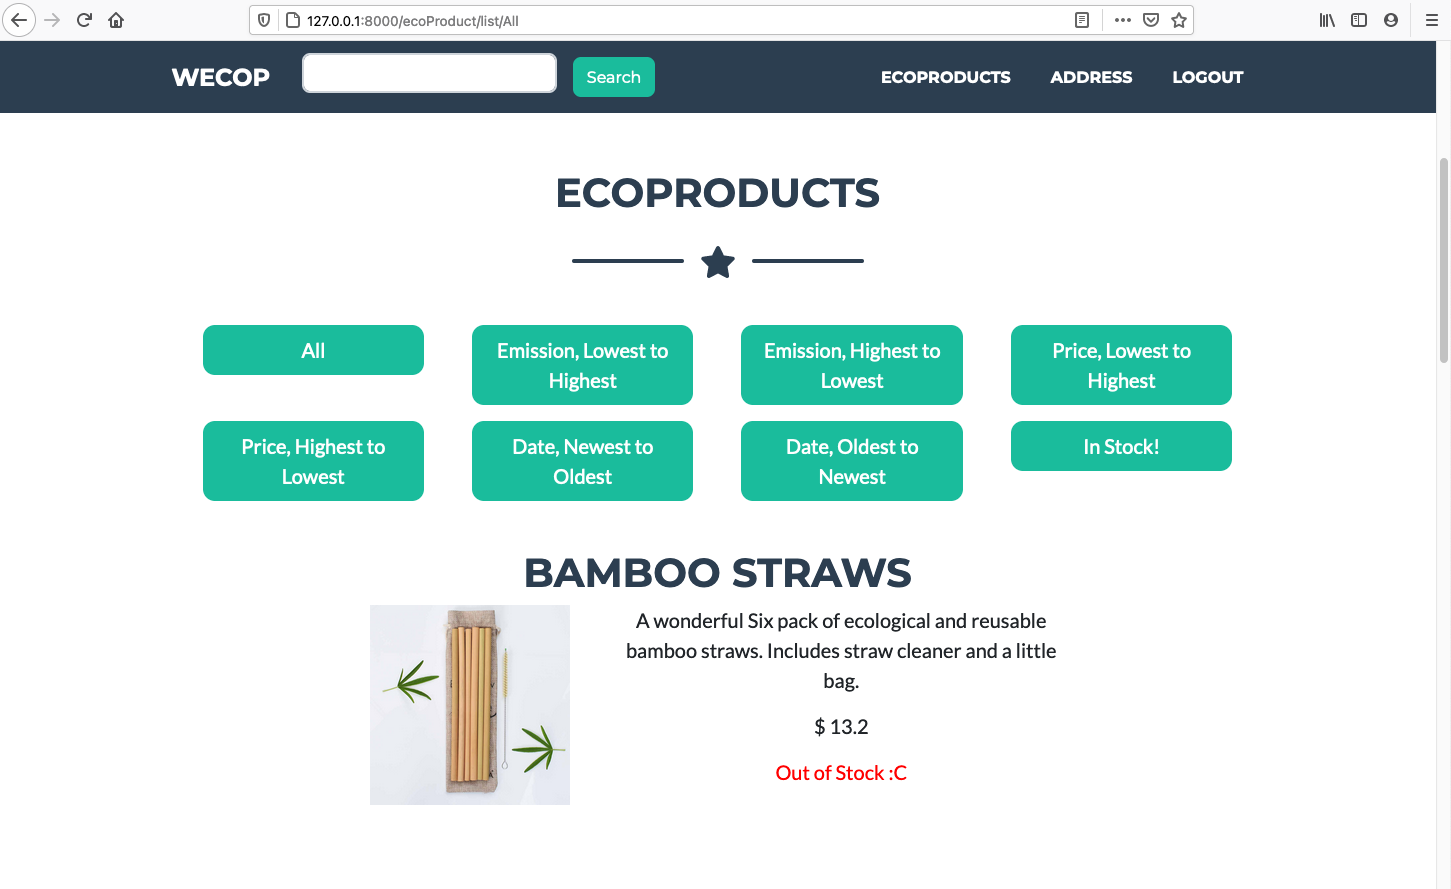 127.0.0.1:8000/ecoProduct/list/All
WECOP
Search
ECOPRODUCTS
ADDRESS
LOGOUT
ECOPRODUCTS
All
Emission, Lowest to
Highest
Emission, Highest to
Lowest
Price, Lowest to
Highest
Price, Highest to
Lowest
Date, Newest to
Oldest
Date, Oldest to
Newest
In Stock!
BAMBOO STRAWS
A wonderful Six pack of ecological and reusable
bamboo straws. Includes straw cleaner and a little
bag.
$ 13.2
Out of Stock :C